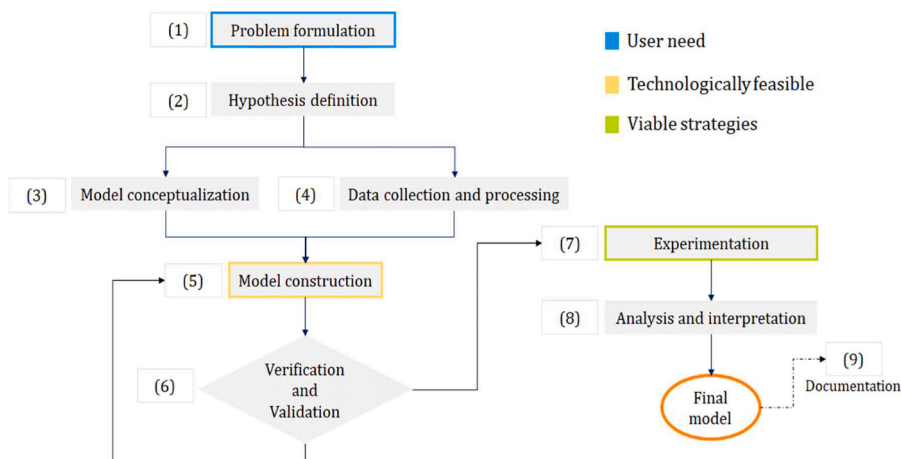 (1) Problem formulation
User need
Technologically feasible
Viable strategies
(2) Hypothesis definition
(3) Model conceptualization
(4) Data collection and processing
(5) Model construction
(6) Verification
and
Validation
(7) Experimentation
(8) Analysis and interpretation
Final
model
(9)
Documentation